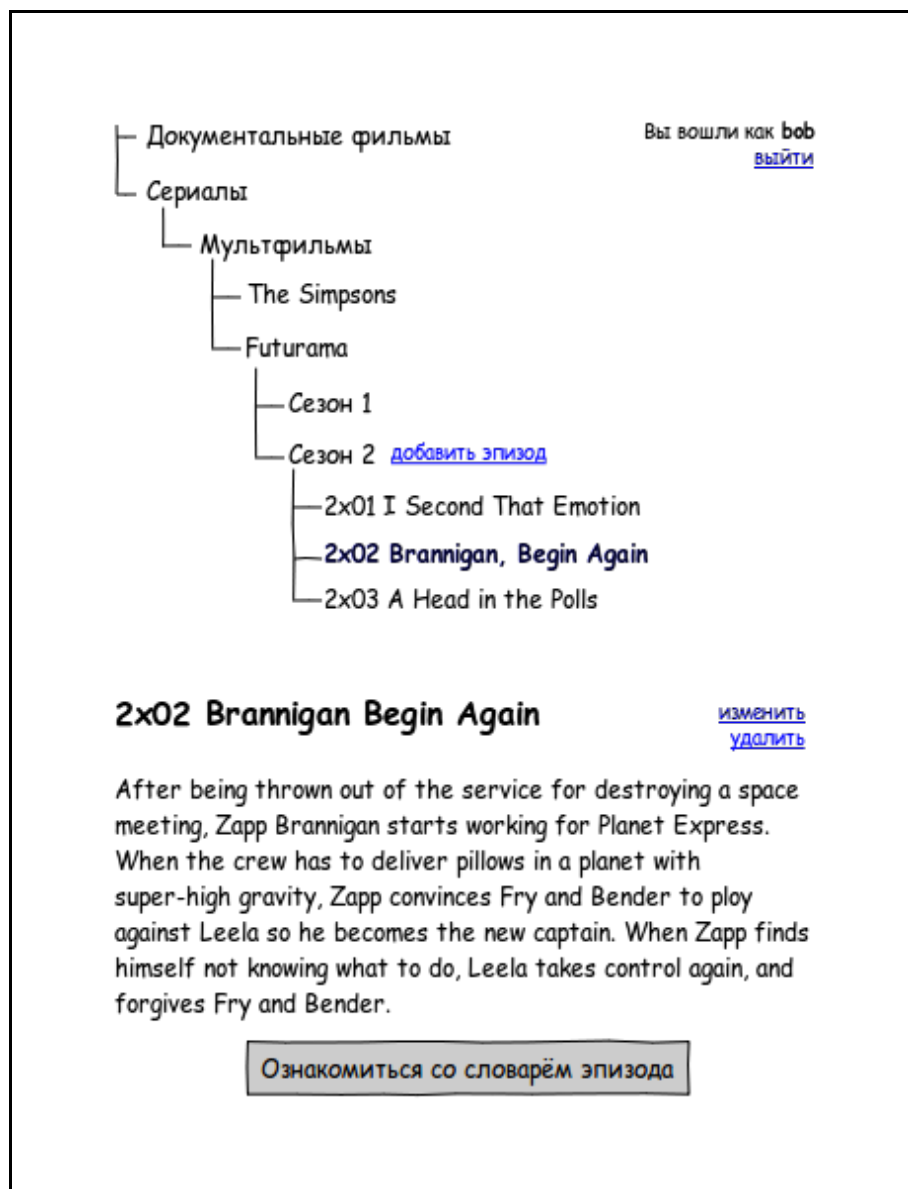 Документальные фильмы
Вы вошли как bob
выйти
Сериалы
Мультфильмы
The Simpsons
Futurama
Сезон 1
Сезон 2 добавить эпизод
2x01 I Second That Emotion
2x02 Brannigan, Begin Again
2x03 A Head in the Polls
2x02 Brannigan Begin Again
изменить
удалить
After being thrown out of the service for destroying a space
meeting, Zapp Brannigan starts working for Planet Express.
When the crew has to deliver pillows in a planet with
super-high gravity, Zapp convinces Fry and Bender to ploy
against Leela so he becomes the new captain. When Zapp finds
himself not knowing what to do, Leela takes control again, and
forgives Fry and Bender.
Ознакомиться со словарём эпизода